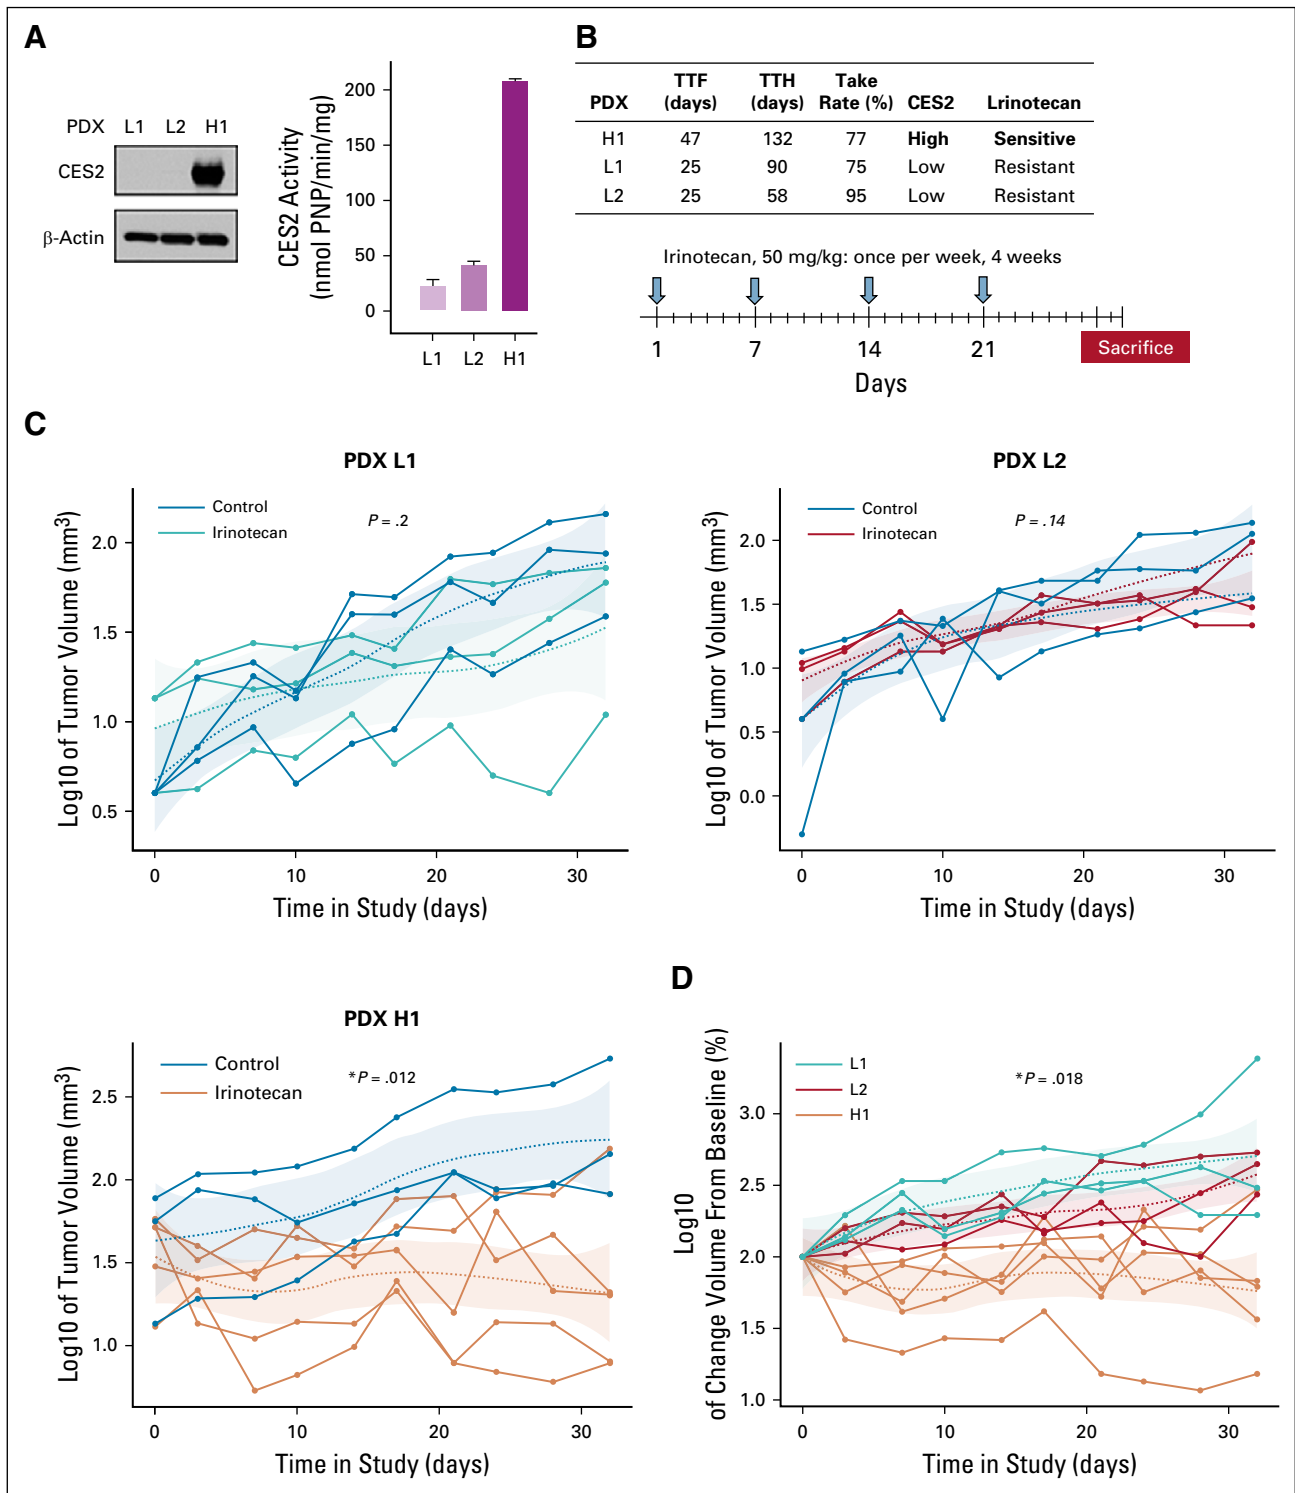 A
PDX L1 L2 H1
CES2
β-Actin
CES2 Activity
(nmol PNP/min/mg)
200
150
100
50
0
L1 L2 H1
B
PDX TTF (days) TTH (days) Take Rate (%) CES2 Lrinotecan
H1 47 132 77 High Sensitive
L1 25 90 75 Low Resistant
L2 25 58 95 Low Resistant
Irinotecan, 50 mg/kg: once per week, 4 weeks
1 7 14 21 Sacrifice
Days
C
PDX L1
Log10 of Tumor Volume (mm³)
Control
Irinotecan
P = .2
2.0
1.5
1.0
0.5
0 10 20 30
Time in Study (days)
PDX L2
Log10 of Tumor Volume (mm³)
Control
Irinotecan
P = .14
2.0
1.5
1.0
0.5
0.0
0 10 20 30
Time in Study (days)
PDX H1
Log10 of Tumor Volume (mm³)
Control
Irinotecan
*P = .012
2.5
2.0
1.5
1.0
0 10 20 30
Time in Study (days)
D
Log10
of Change Volume From Baseline (%)
L1
L2
H1
*P = .018
3.0
2.5
2.0
1.5
1.0
0 10 20 30
Time in Study (days)